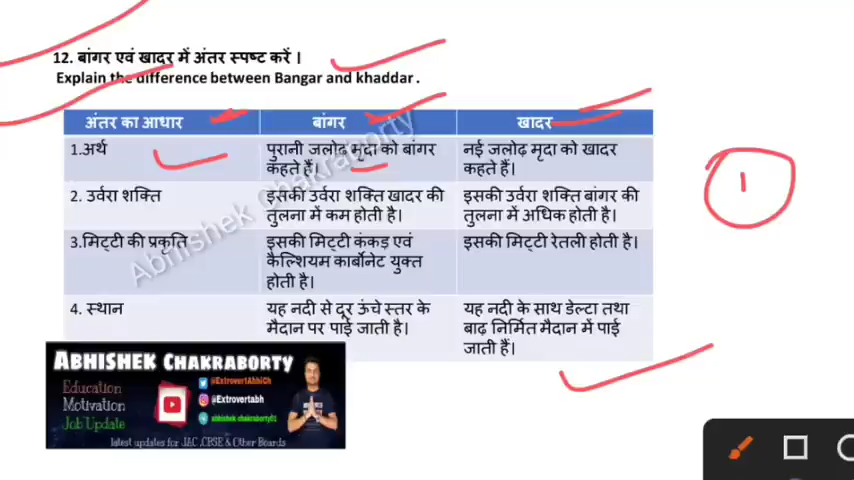 12. बांगर एवं खादर में अंतर स्पष्ट करें ।
Explain the difference between Bangar and khaddar .
अंतर का आधार बांगर खादर
1.अर्थ पुरानी जलोढ़ मृदा को बांगर कहते हैं। नई जलोढ़ मृदा को खादर कहते हैं।
2. उर्वरा शक्ति इसकी उर्वरा शक्ति खादर की तुलना में कम होती है। इसकी उर्वरा शक्ति बांगर की तुलना में अधिक होती है।
3.मिट्टी की प्रकृति इसकी मिट्टी कंकड़ एवं कैल्शियम कार्बोनेट युक्त होती है। इसकी मिट्टी रेतली होती है।
4. स्थान यह नदी से दूर ऊंचे स्तर के मैदान पर पाई जाती है। यह नदी के साथ डेल्टा तथा बाढ़ निर्मित मैदान में पाई जाती हैं।
Abhishek Chakraborty
1
ABHISHEK CHAKRABORTY
Education
Motivation
Job Update
@ExtrovertAbhiCh
@Extrovertabh
abhishek chakraborty01
latest updates for JAC ,CBSE & Other Boards